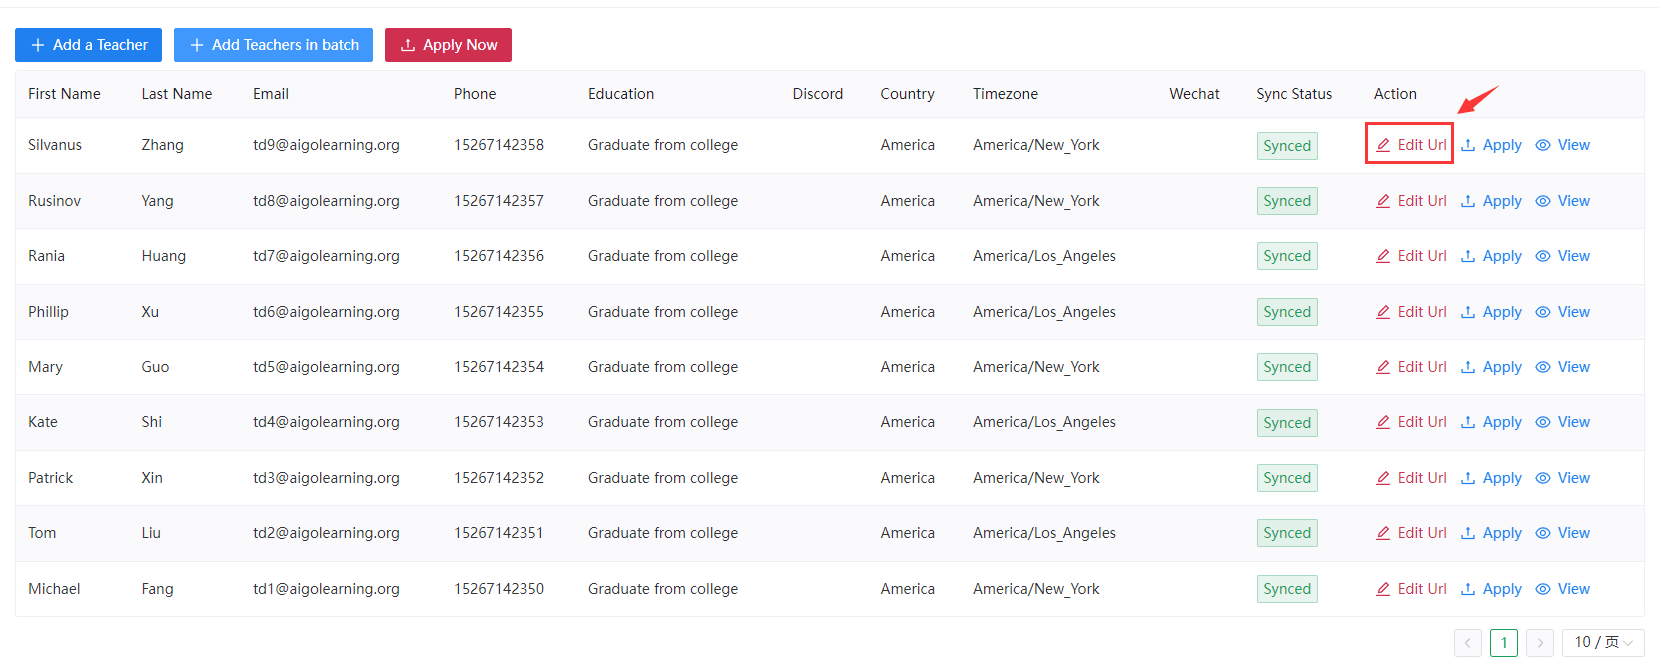 Add a Teacher Add Teachers in batch Apply Now
First Name Last Name Email Phone Education Discord Country Timezone Wechat Sync Status Action
Silvanus Zhang td9@aigolearning.org 15267142358 Graduate from college America America/New_York Synced Edit Url Apply View
Rusinov Yang td8@aigolearning.org 15267142357 Graduate from college America America/New_York Synced Edit Url Apply View
Rania Huang td7@aigolearning.org 15267142356 Graduate from college America America/Los_Angeles Synced Edit Url Apply View
Phillip Xu td6@aigolearning.org 15267142355 Graduate from college America America/Los_Angeles Synced Edit Url Apply View
Mary Guo td5@aigolearning.org 15267142354 Graduate from college America America/New_York Synced Edit Url Apply View
Kate Shi td4@aigolearning.org 15267142353 Graduate from college America America/Los_Angeles Synced Edit Url Apply View
Patrick Xin td3@aigolearning.org 15267142352 Graduate from college America America/New_York Synced Edit Url Apply View
Tom Liu td2@aigolearning.org 15267142351 Graduate from college America America/Los_Angeles Synced Edit Url Apply View
Michael Fang td1@aigolearning.org 15267142350 Graduate from college America America/New_York Synced Edit Url Apply View
1 10 / 页